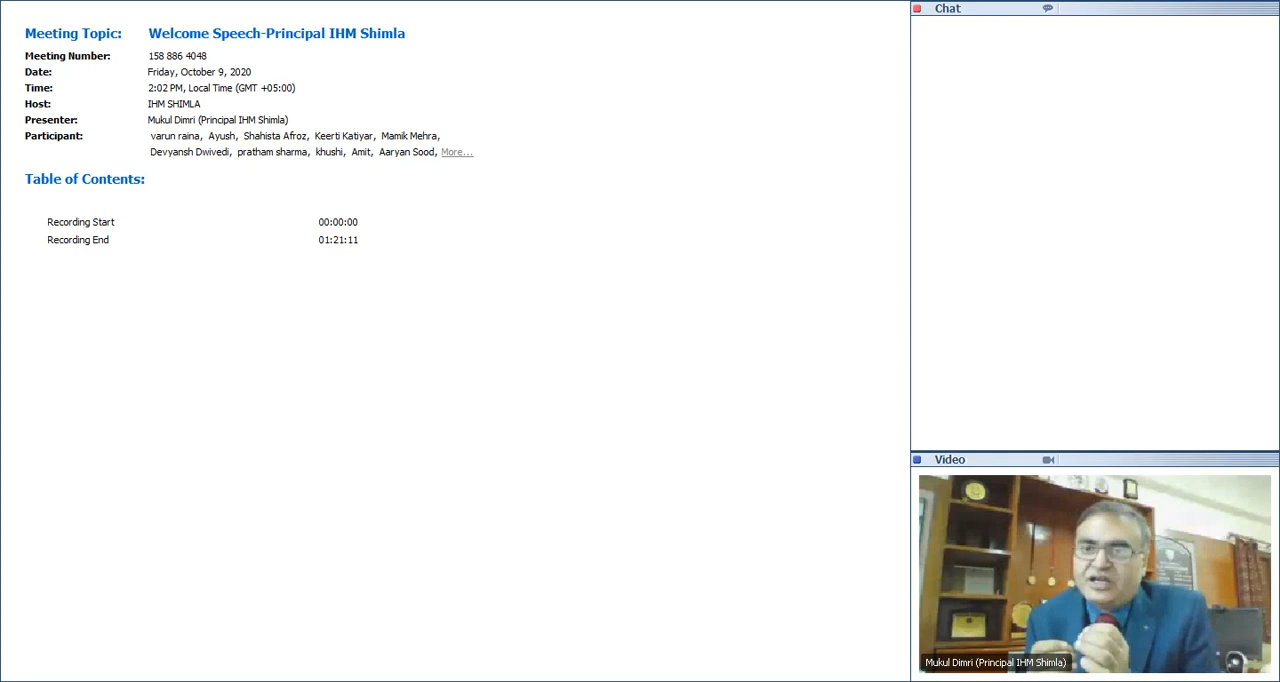 Meeting Topic: Welcome Speech-Principal IHM Shimla
Meeting Number: 158 886 4048
Date: Friday, October 9, 2020
Time: 2:02 PM, Local Time (GMT +05:00)
Host: IHM SHIMLA
Presenter: Mukul Dimri (Principal IHM Shimla)
Participant: varun raina, Ayush, Shahista Afroz, Keerti Katiyar, Mamik Mehra,
Devyansh Dwivedi, pratham sharma, khushi, Amit, Aaryan Sood, More...
Table of Contents:
Recording Start 00:00:00
Recording End 01:21:11
Chat
Video
Mukul Dimri (Principal IHM Shimla)